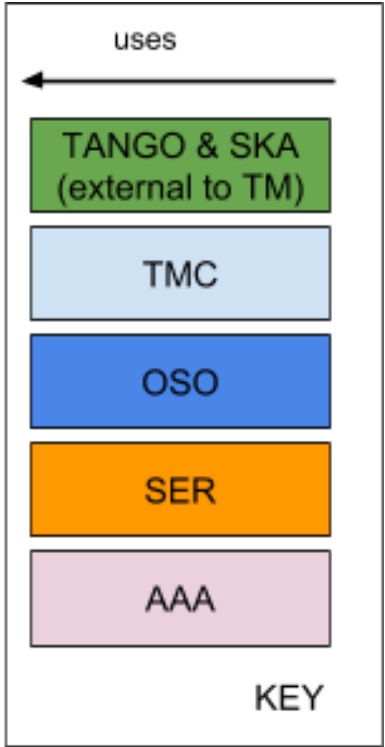 uses
TANGO & SKA
(external to TM)
TMC
OSO
SER
AAA
KEY